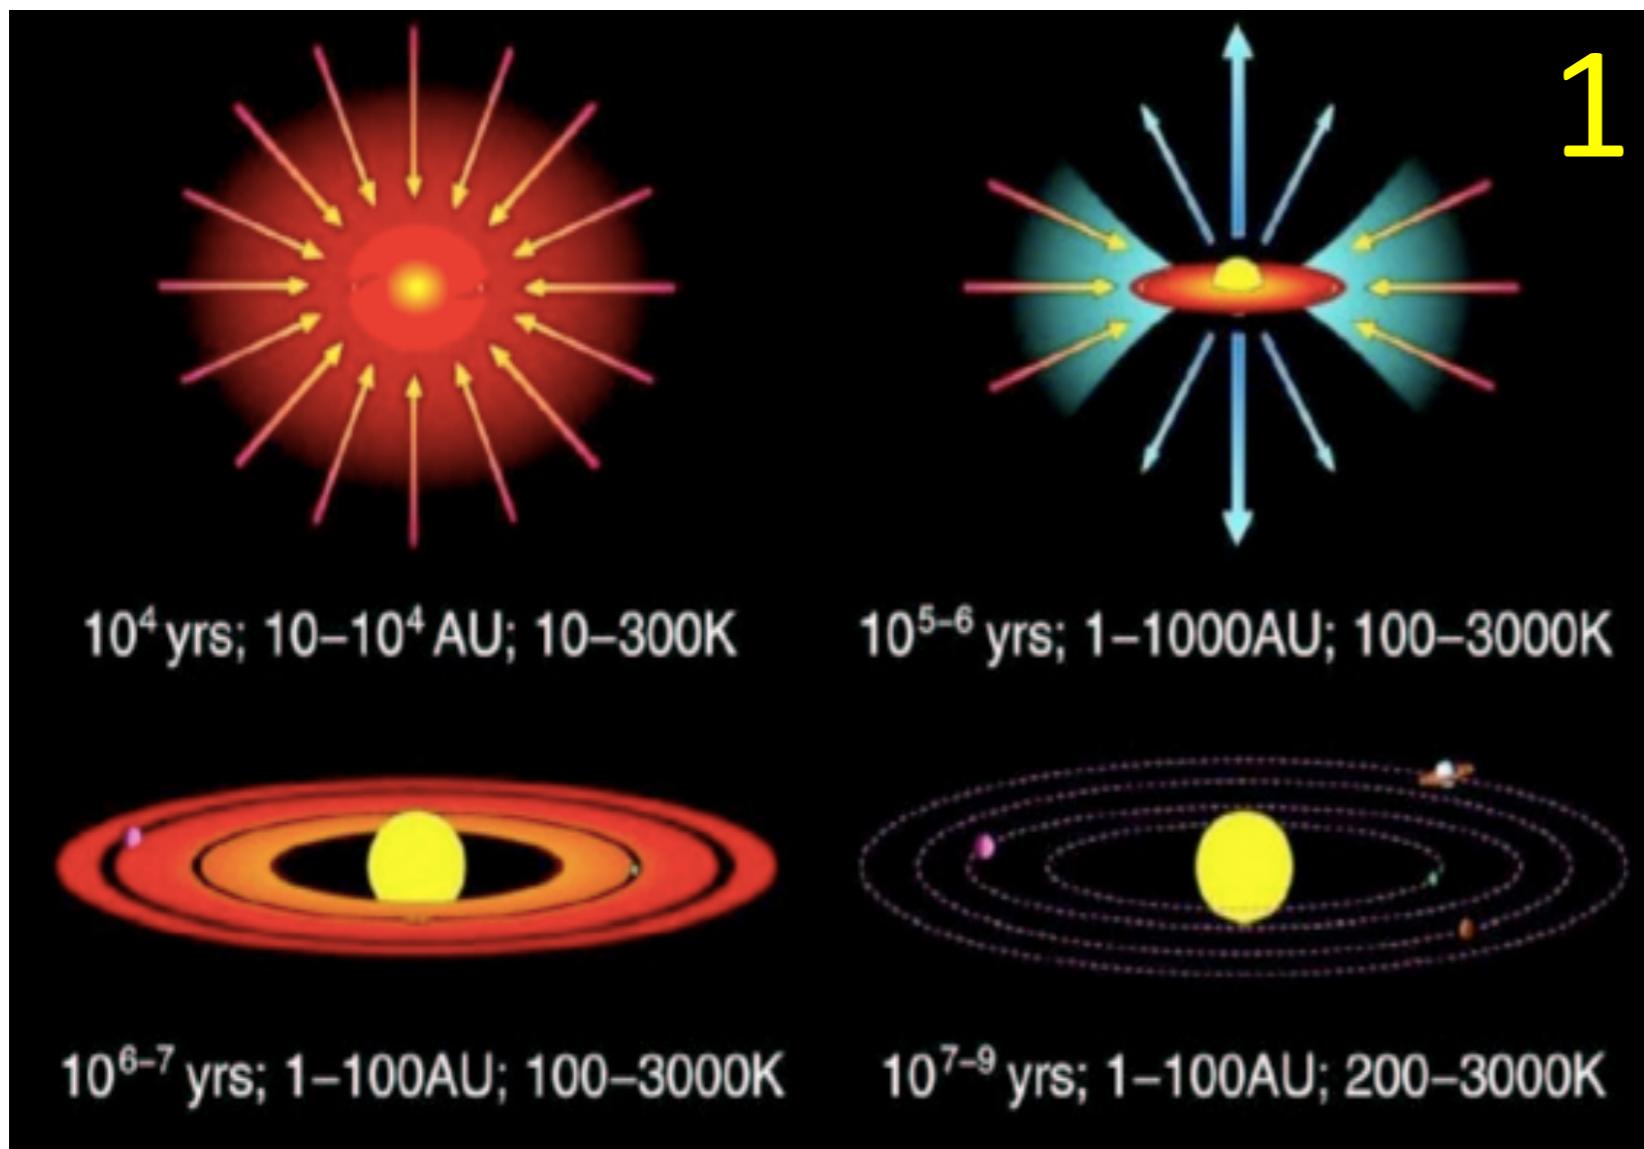 1
10⁴ yrs; 10–10⁴ AU; 10–300K
10⁵⁻⁶ yrs; 1–1000AU; 100–3000K
10⁶⁻⁷ yrs; 1–100AU; 100–3000K
10⁷⁻⁹ yrs; 1–100AU; 200–3000K